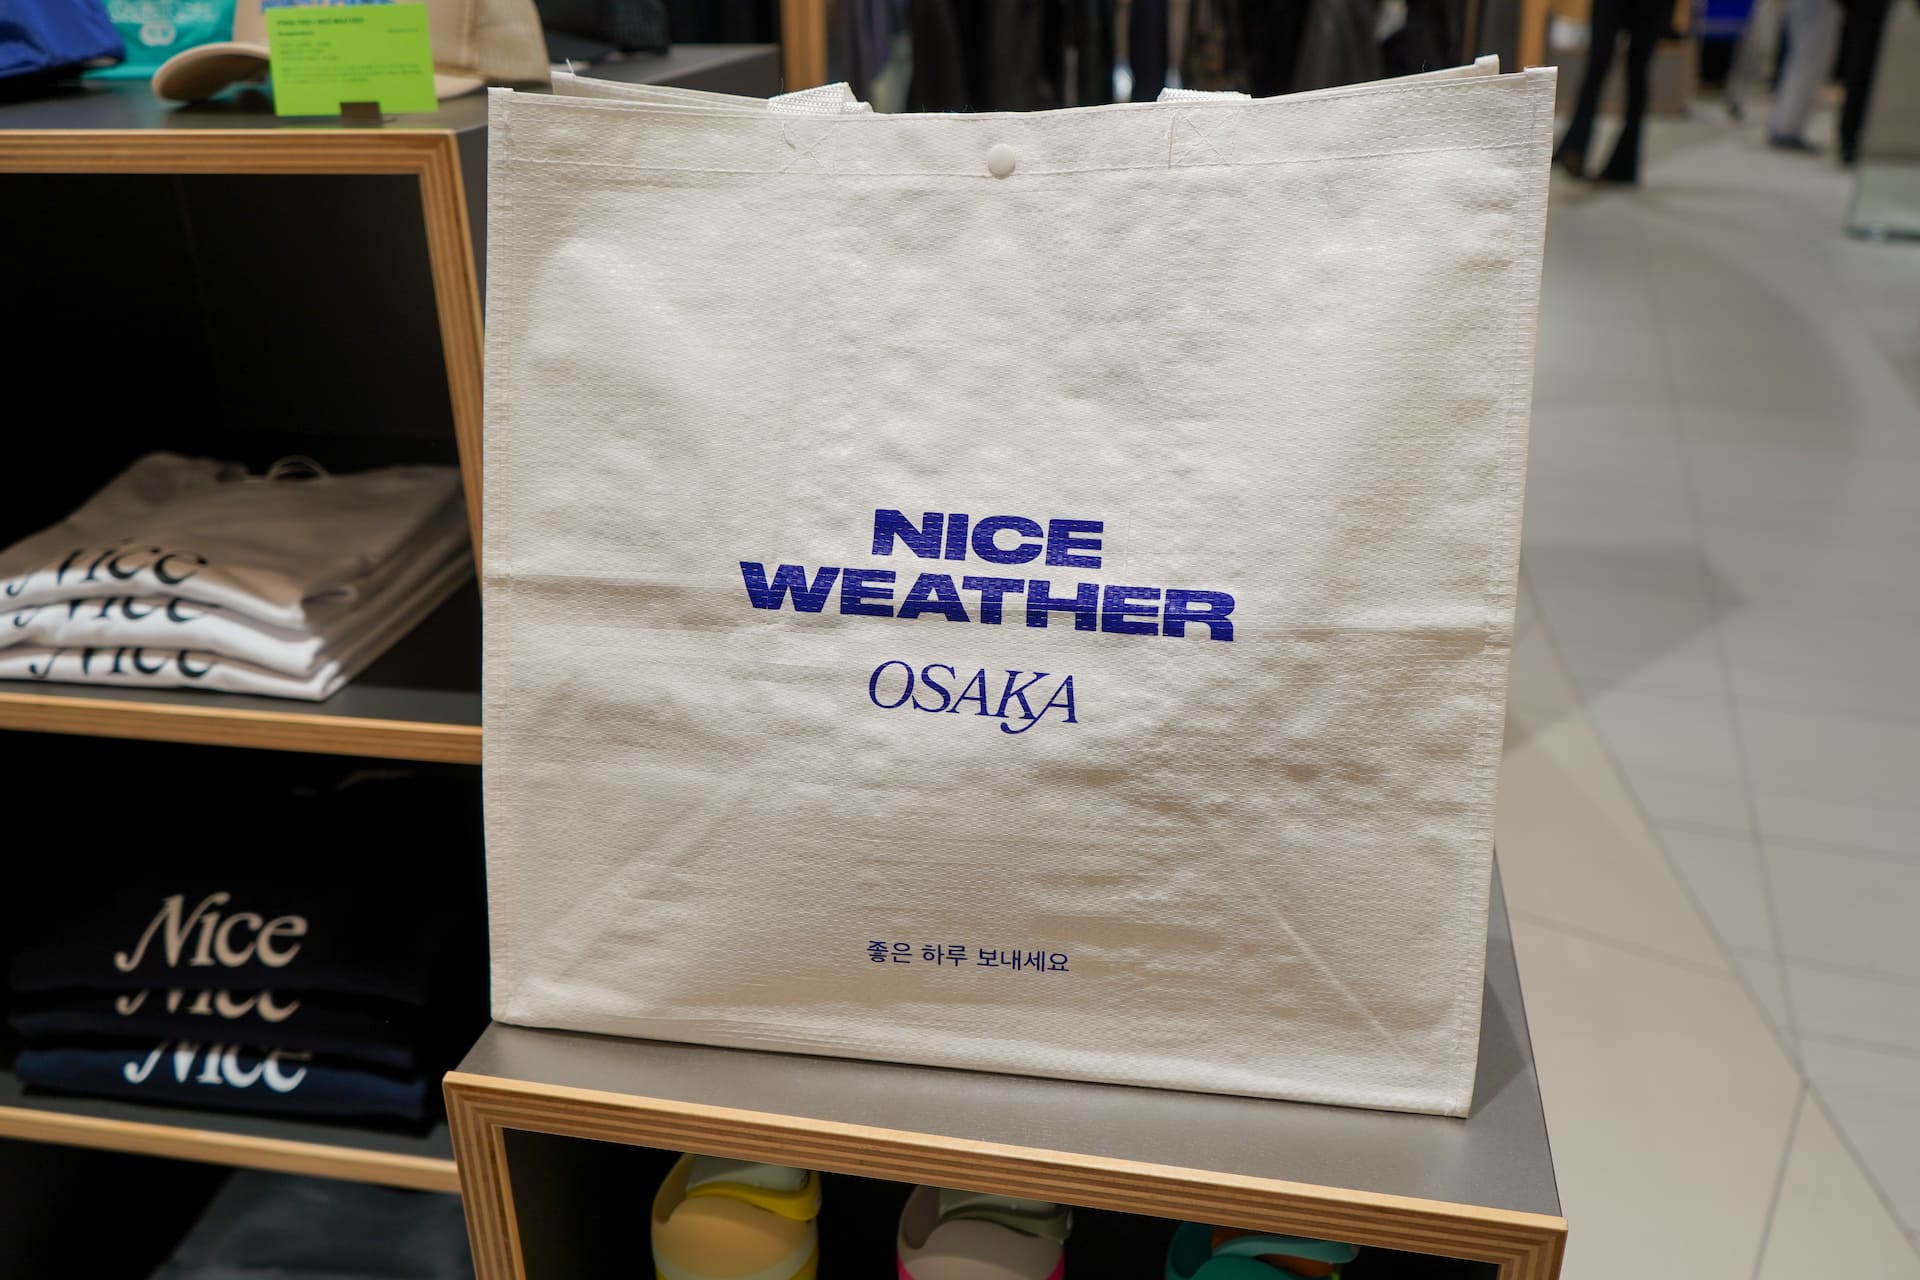 NICE
WEATHER
OSAKA
좋은 하루 보내세요
Nice
Nice
Nice
Nice
Nice
Nice